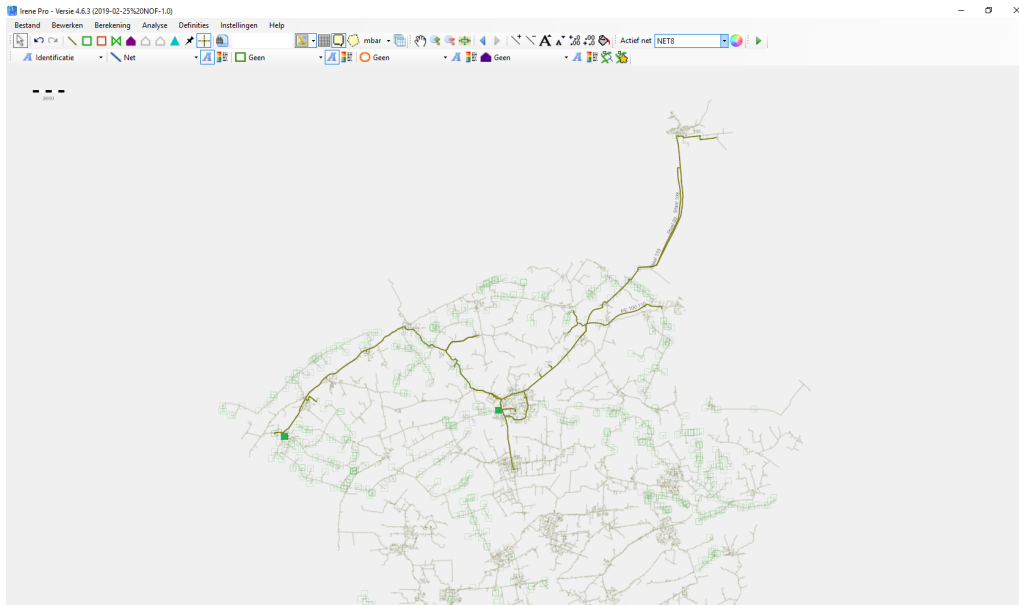 Irene Pro - Versie 4.6.3 (2019-02-25%20NOF-1.0)
Bestand Bewerken Berekening Analyse Definities Instellingen Help
mbar Actief net NET8
Identificatie Net Geen Geen Geen